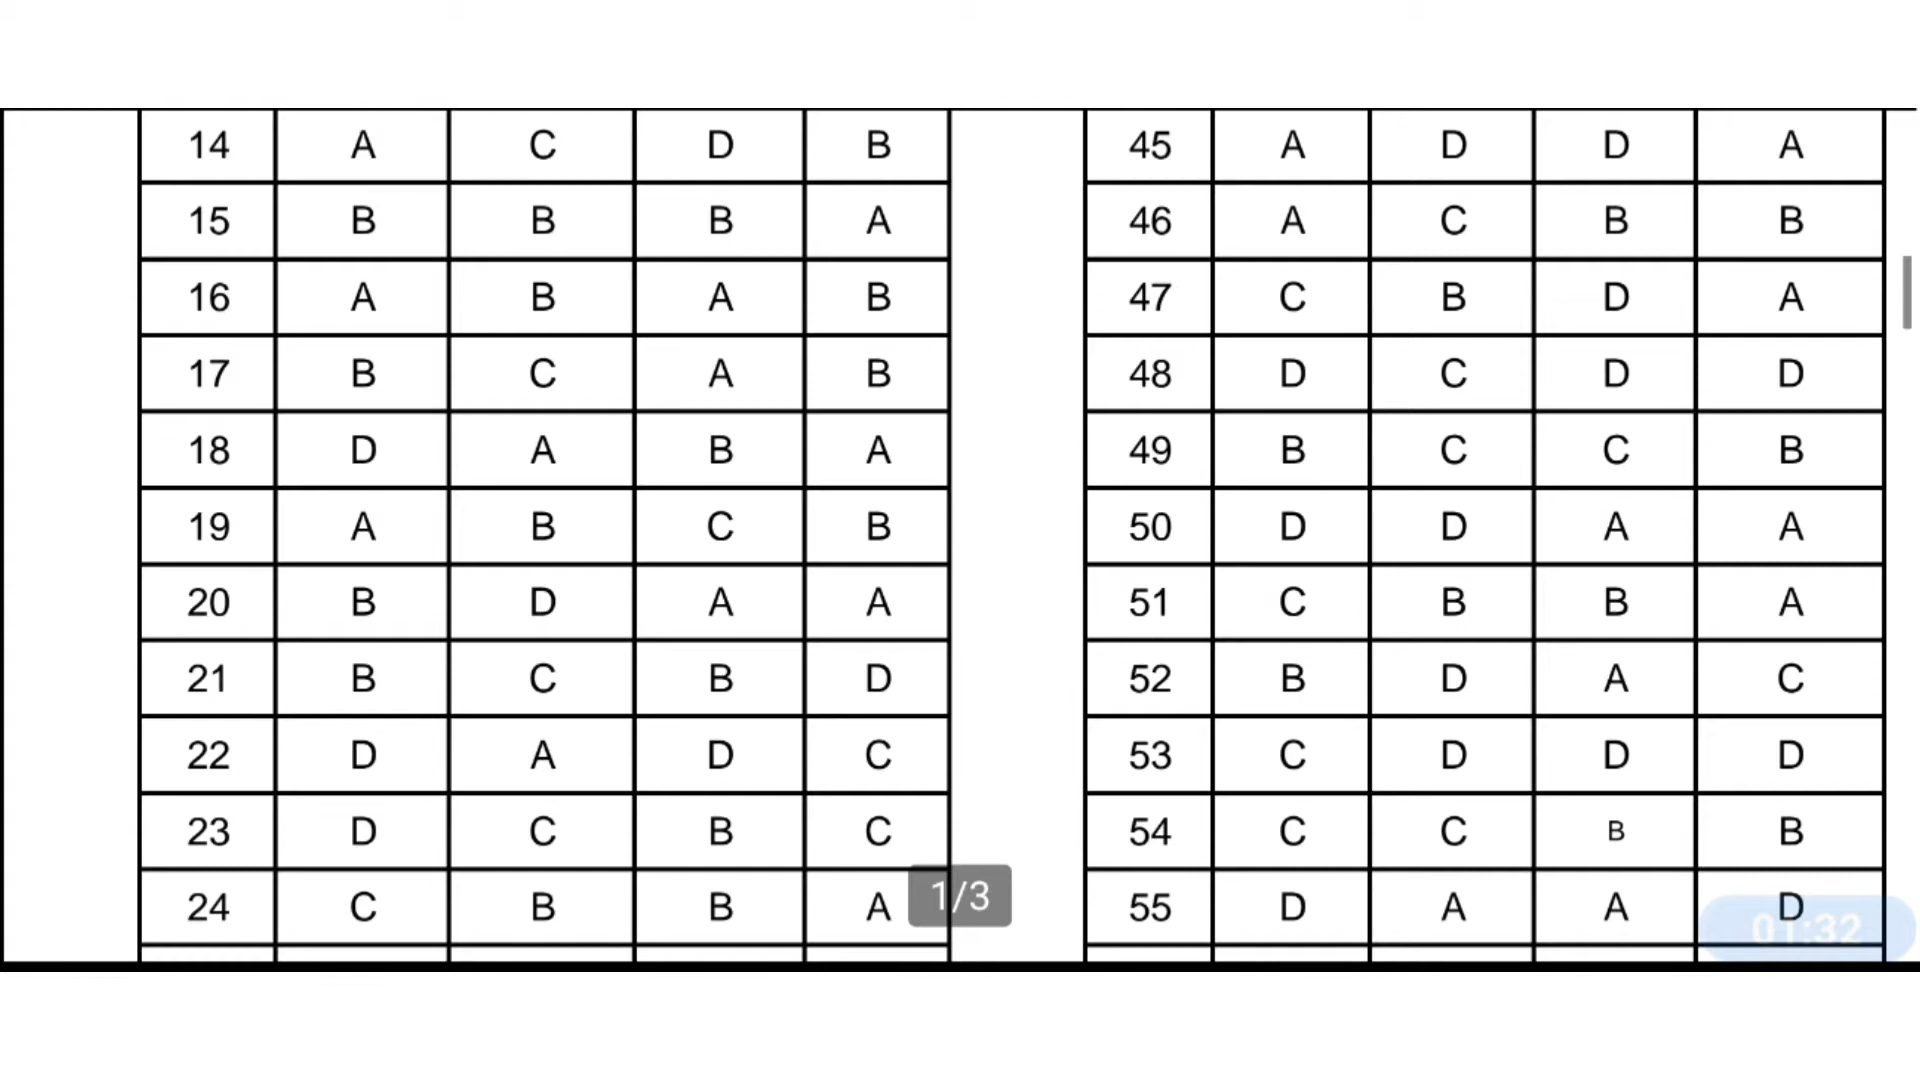 14 A C D B 45 A D D A
15 B B B A 46 A C B B
16 A B A B 47 C B D A
17 B C A B 48 D C D D
18 D A B A 49 B C C B
19 A B C B 50 D D A A
20 B D A A 51 C B B A
21 B C B D 52 B D A C
22 D A D C 53 C D D D
23 D C B C 54 C C B B
24 C B B A 1/3 55 D A A D
01:32